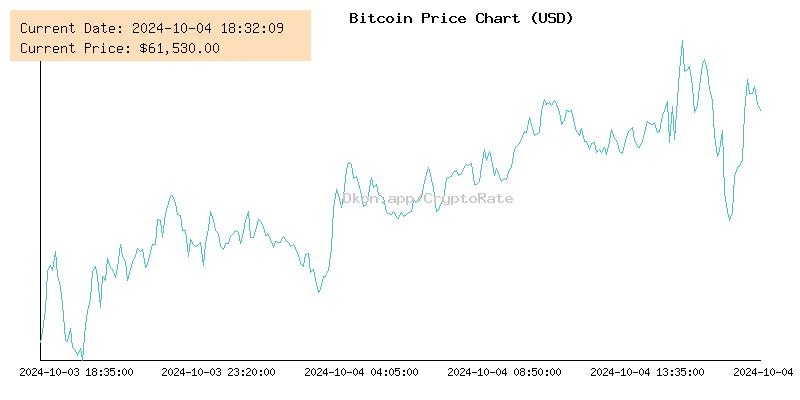 Bitcoin Price Chart (USD)
Current Date: 2024-10-04 18:32:09
Current Price: $61,530.00
Okon.app/CryptoRate
2024-10-03 18:35:00
2024-10-03 23:20:00
2024-10-04 04:05:00
2024-10-04 08:50:00
2024-10-04 13:35:00
2024-10-04